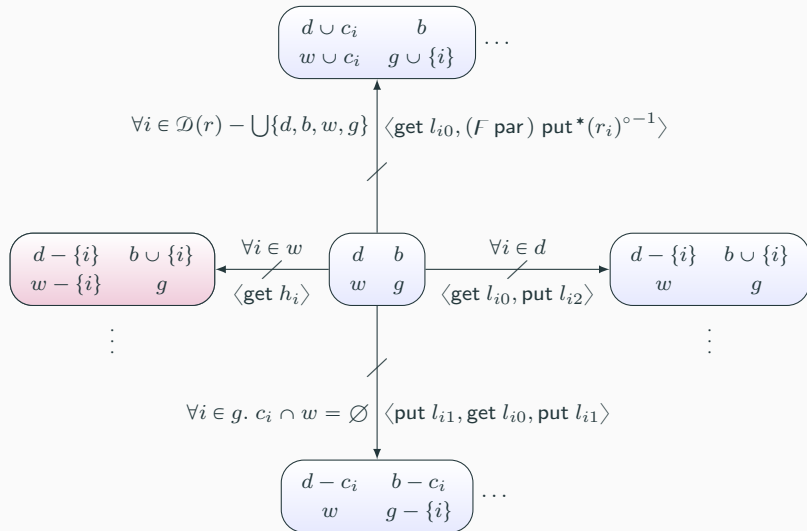 d ∪ c_i b
w ∪ c_i g ∪ {i} ···
∀i ∈ 𝒟(r) − ⋃{d, b, w, g} ⟨get l_{i0}, (F par) put*(r_i)^{∘−1}⟩
∀i ∈ w ∀i ∈ d
d − {i} b ∪ {i} d b d − {i} b ∪ {i}
w − {i} g w g w g
⟨get h_i⟩ ⟨get l_{i0}, put l_{i2}⟩
⋮ ⋮
∀i ∈ g. c_i ∩ w = ∅ ⟨put l_{i1}, get l_{i0}, put l_{i1}⟩
d − c_i b − c_i
w g − {i} ···